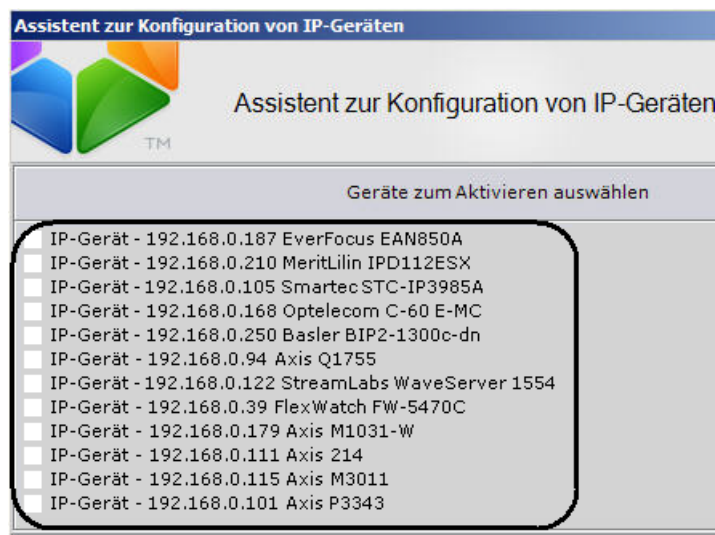 Assistent zur Konfiguration von IP-Geräten
Assistent zur Konfiguration von IP-Geräten
TM
Geräte zum Aktivieren auswählen
IP-Gerät - 192.168.0.187 EverFocus EAN850A
IP-Gerät - 192.168.0.210 MeritLilin IPD112ESX
IP-Gerät - 192.168.0.105 Smartec STC-IP3985A
IP-Gerät - 192.168.0.168 Optelecom C-60 E-MC
IP-Gerät - 192.168.0.250 Basler BIP2-1300c-dn
IP-Gerät - 192.168.0.94 Axis Q1755
IP-Gerät - 192.168.0.122 StreamLabs WaveServer 1554
IP-Gerät - 192.168.0.39 FlexWatch FW-5470C
IP-Gerät - 192.168.0.179 Axis M1031-W
IP-Gerät - 192.168.0.111 Axis 214
IP-Gerät - 192.168.0.115 Axis M3011
IP-Gerät - 192.168.0.101 Axis P3343